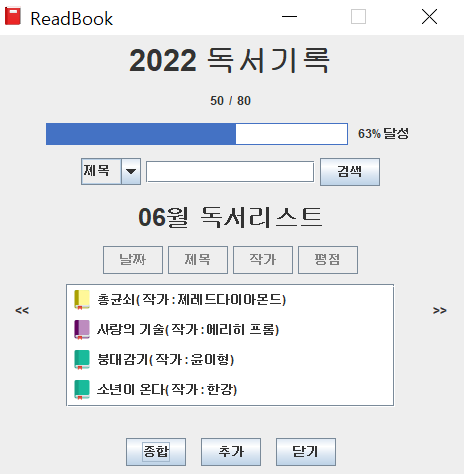 ReadBook
2022 독서기록
50 / 80
63% 달성
제목 검색
06월 독서리스트
날짜 제목 작가 평점
<< >>
총균쇠(작가:제레드다이아몬드)
사랑의 기술(작가:에리히 프롬)
붕대감기(작가:윤이형)
소년이 온다(작가:한강)
종합 추가 닫기